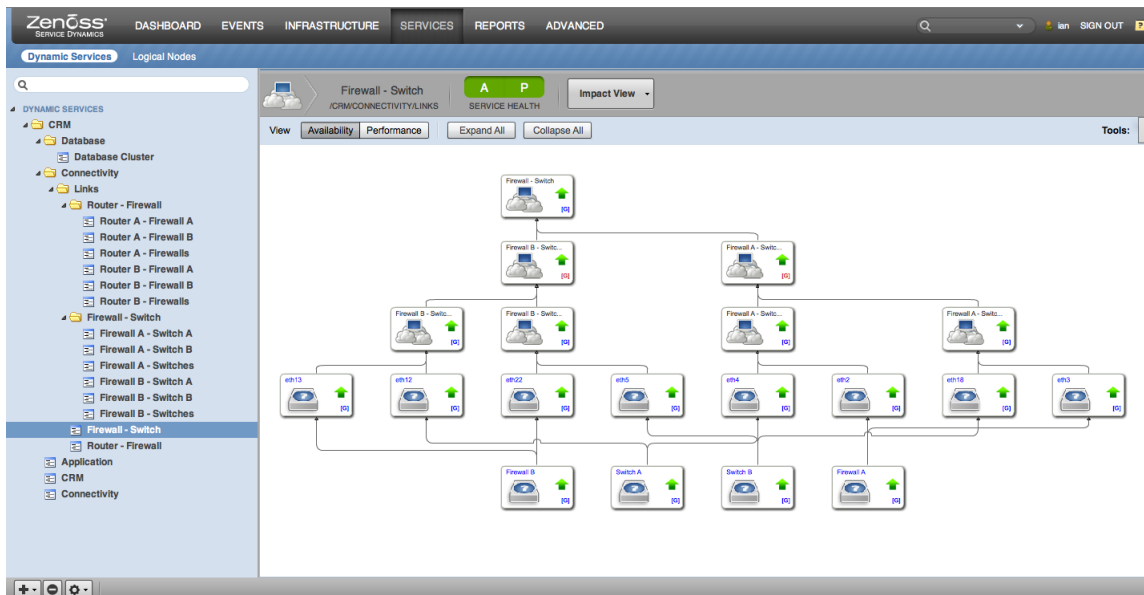 Zenoss DASHBOARD EVENTS INFRASTRUCTURE SERVICES REPORTS ADVANCED ian SIGN OUT ?
SERVICE DYNAMICS
Dynamic Services Logical Nodes
DYNAMIC SERVICES
CRM
Database
Database Cluster
Connectivity
Links
Router - Firewall
Router A - Firewall A
Router A - Firewall B
Router A - Firewalls
Router B - Firewall A
Router B - Firewall B
Router B - Firewalls
Firewall - Switch
Firewall A - Switch A
Firewall A - Switch B
Firewall A - Switches
Firewall B - Switch A
Firewall B - Switch B
Firewall B - Switches
Firewall - Switch
Router - Firewall
Application
CRM
Connectivity
Firewall - Switch A P Impact View
/CRM/CONNECTIVITY/LINKS SERVICE HEALTH
View Availability Performance Expand All Collapse All Tools:
Firewall - Switch
[G]
Firewall B - Switc... Firewall A - Switc...
[G] [G]
Firewall B - Switc... Firewall B - Switc... Firewall A - Switc... Firewall A - Switc...
[G] [G] [G] [G]
eth13 eth12 eth22 eth5 eth4 eth2 eth18 eth3
? ? ? ? ? ? ? ?
[G] [G] [G] [G] [G] [G] [G] [G]
Firewall B Switch A Switch B Firewall A
? ? ? ?
[G] [G] [G] [G]